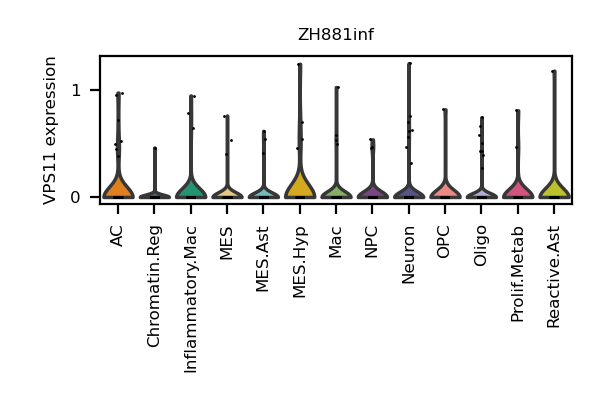 ZH881inf
VPS11 expression
1
0
AC
Chromatin.Reg
Inflammatory.Mac
MES
MES.Ast
MES.Hyp
Mac
NPC
Neuron
OPC
Oligo
Prolif.Metab
Reactive.Ast